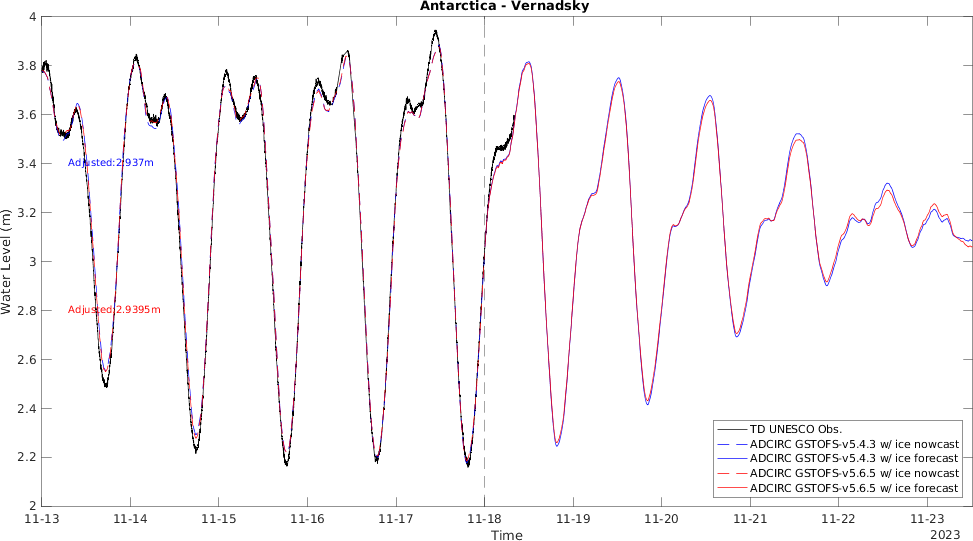 Antarctica - Vernadsky
4
3.8
3.6
3.4
3.2
3
2.8
2.6
2.4
2.2
2
Water Level (m)
Adjusted:2.937m
Adjusted:2.9395m
TD UNESCO Obs.
ADCIRC GSTOFS-v5.4.3 w/ ice nowcast
ADCIRC GSTOFS-v5.4.3 w/ ice forecast
ADCIRC GSTOFS-v5.6.5 w/ ice nowcast
ADCIRC GSTOFS-v5.6.5 w/ ice forecast
11-13 11-14 11-15 11-16 11-17 11-18 11-19 11-20 11-21 11-22 11-23
Time
2023